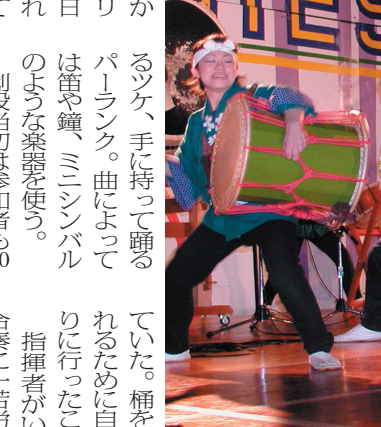 か
リ
日
れ
るツケ、手に持って踊る
パーランク。曲によって
は笛や鐘、ミニシンバル
のような楽器を使う。
創設当初は参加者も
ていた。桶を
れるために自
りに行ったこ
指揮者がい